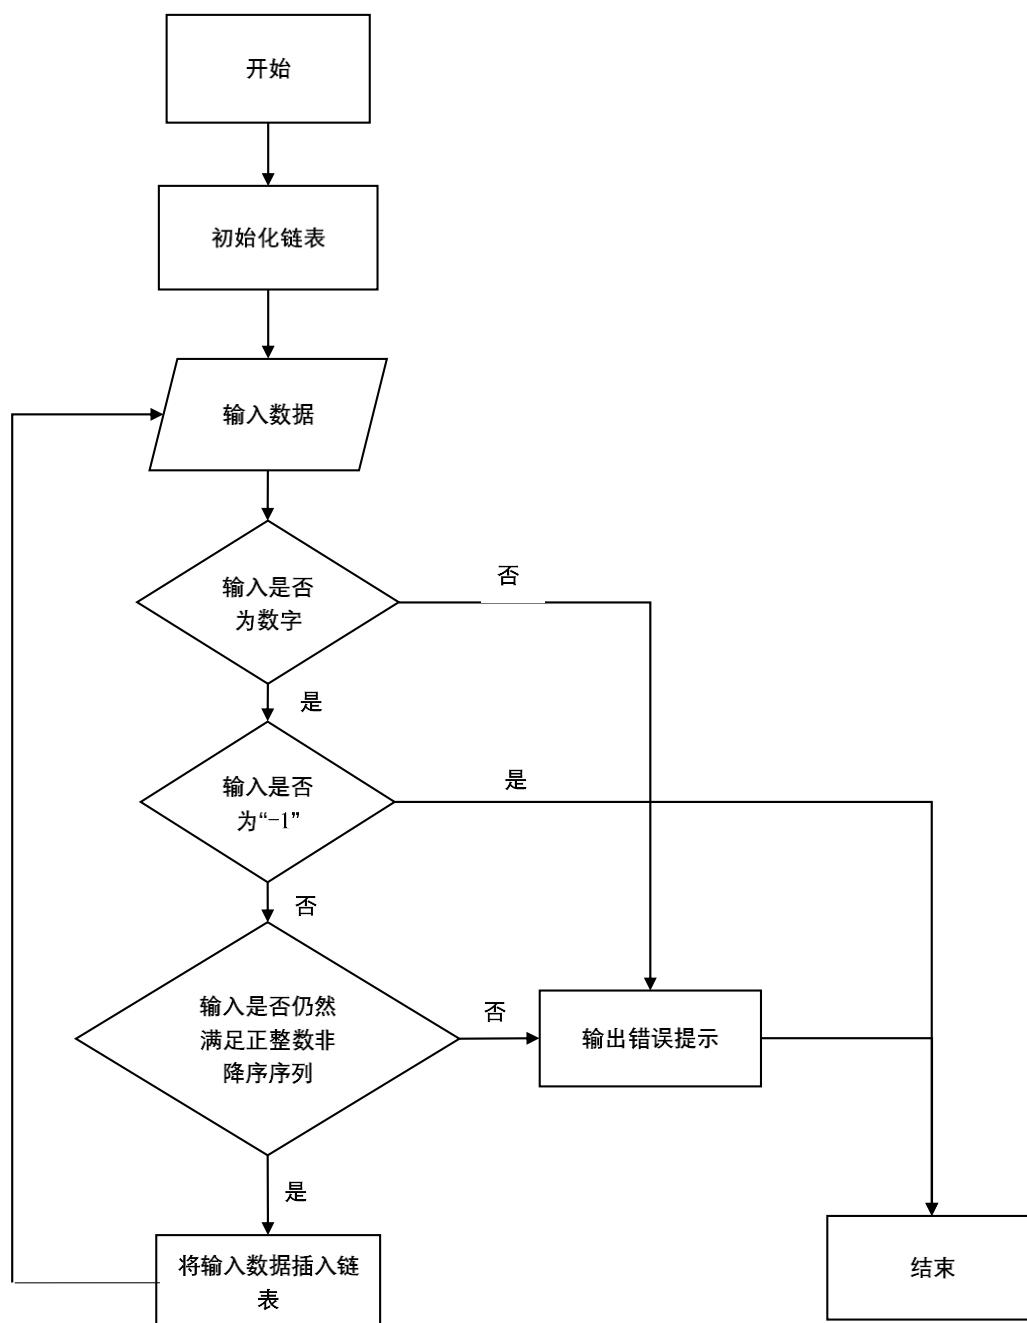 开始
初始化链表
输入数据
输入是否
为数字
否
是
输入是否
为“-1”
是
否
输入是否仍然
满足正整数非
降序序列
否
输出错误提示
是
将输入数据插入链
表
结束